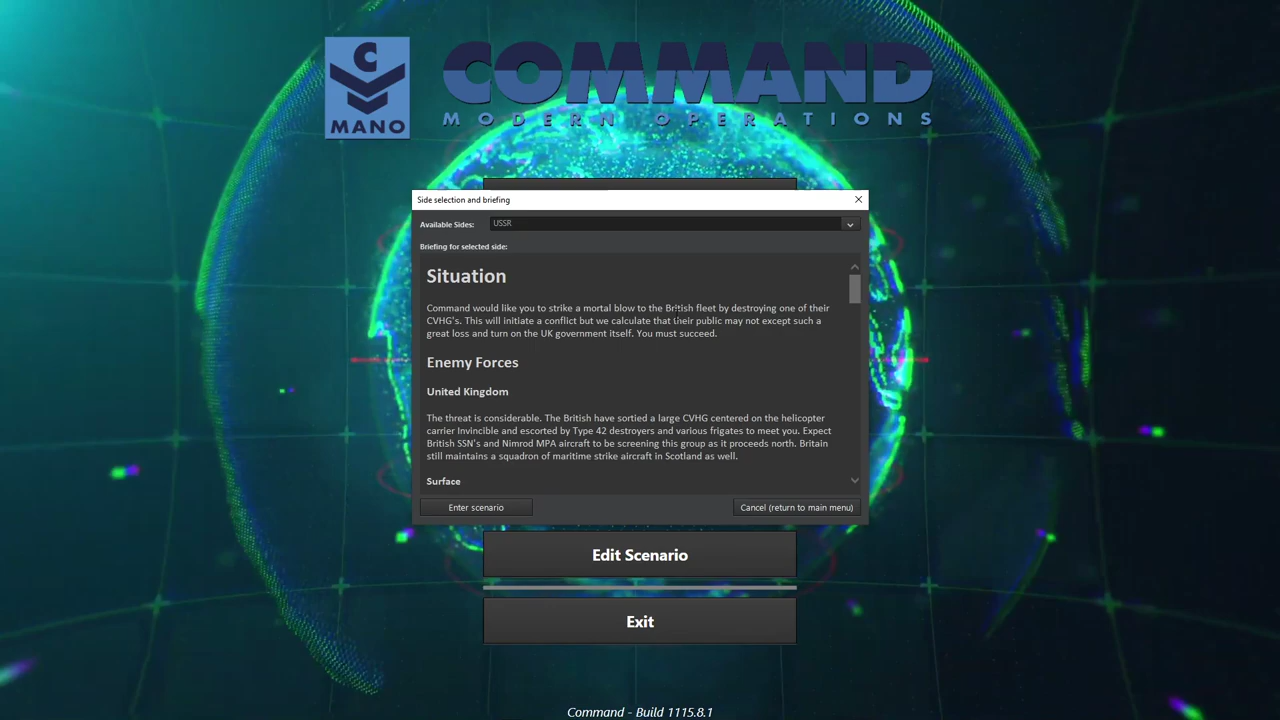 C
MANO
COMMAND
MODERN OPERATIONS
Side selection and briefing
Available Sides: USSR
Briefing for selected side:
Situation
Command would like you to strike a mortal blow to the British fleet by destroying one of their
CVHG's. This will initiate a conflict but we calculate that their public may not except such a
great loss and turn on the UK government itself. You must succeed.
Enemy Forces
United Kingdom
The threat is considerable. The British have sortied a large CVHG centered on the helicopter
carrier Invincible and escorted by Type 42 destroyers and various frigates to meet you. Expect
British SSN's and Nimrod MPA aircraft to be screening this group as it proceeds north. Britain
still maintains a squadron of maritime strike aircraft in Scotland as well.
Surface
Enter scenario
Cancel (return to main menu)
Edit Scenario
Exit
Command - Build 1115.8.1